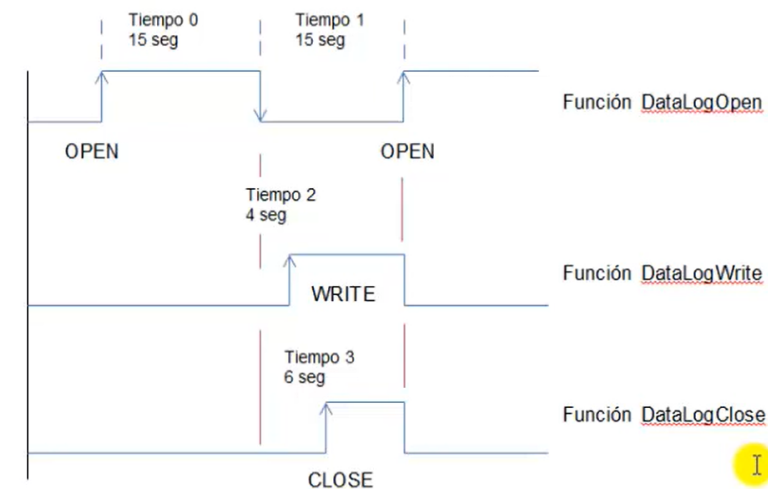 Tiempo 0
15 seg
Tiempo 1
15 seg
Función DataLogOpen
OPEN
OPEN
Tiempo 2
4 seg
WRITE
Función DataLogWrite
Tiempo 3
6 seg
Función DataLogClose
CLOSE